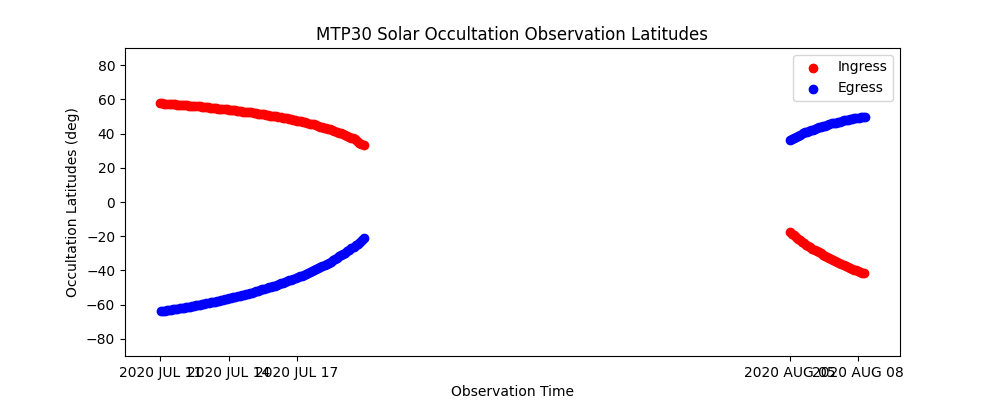 MTP30 Solar Occultation Observation Latitudes
Ingress
Egress
Occultation Latitudes (deg)
80
60
40
20
0
−20
−40
−60
−80
2020 JUL 11 2020 JUL 14 2020 JUL 17 2020 AUG 05 2020 AUG 08
Observation Time